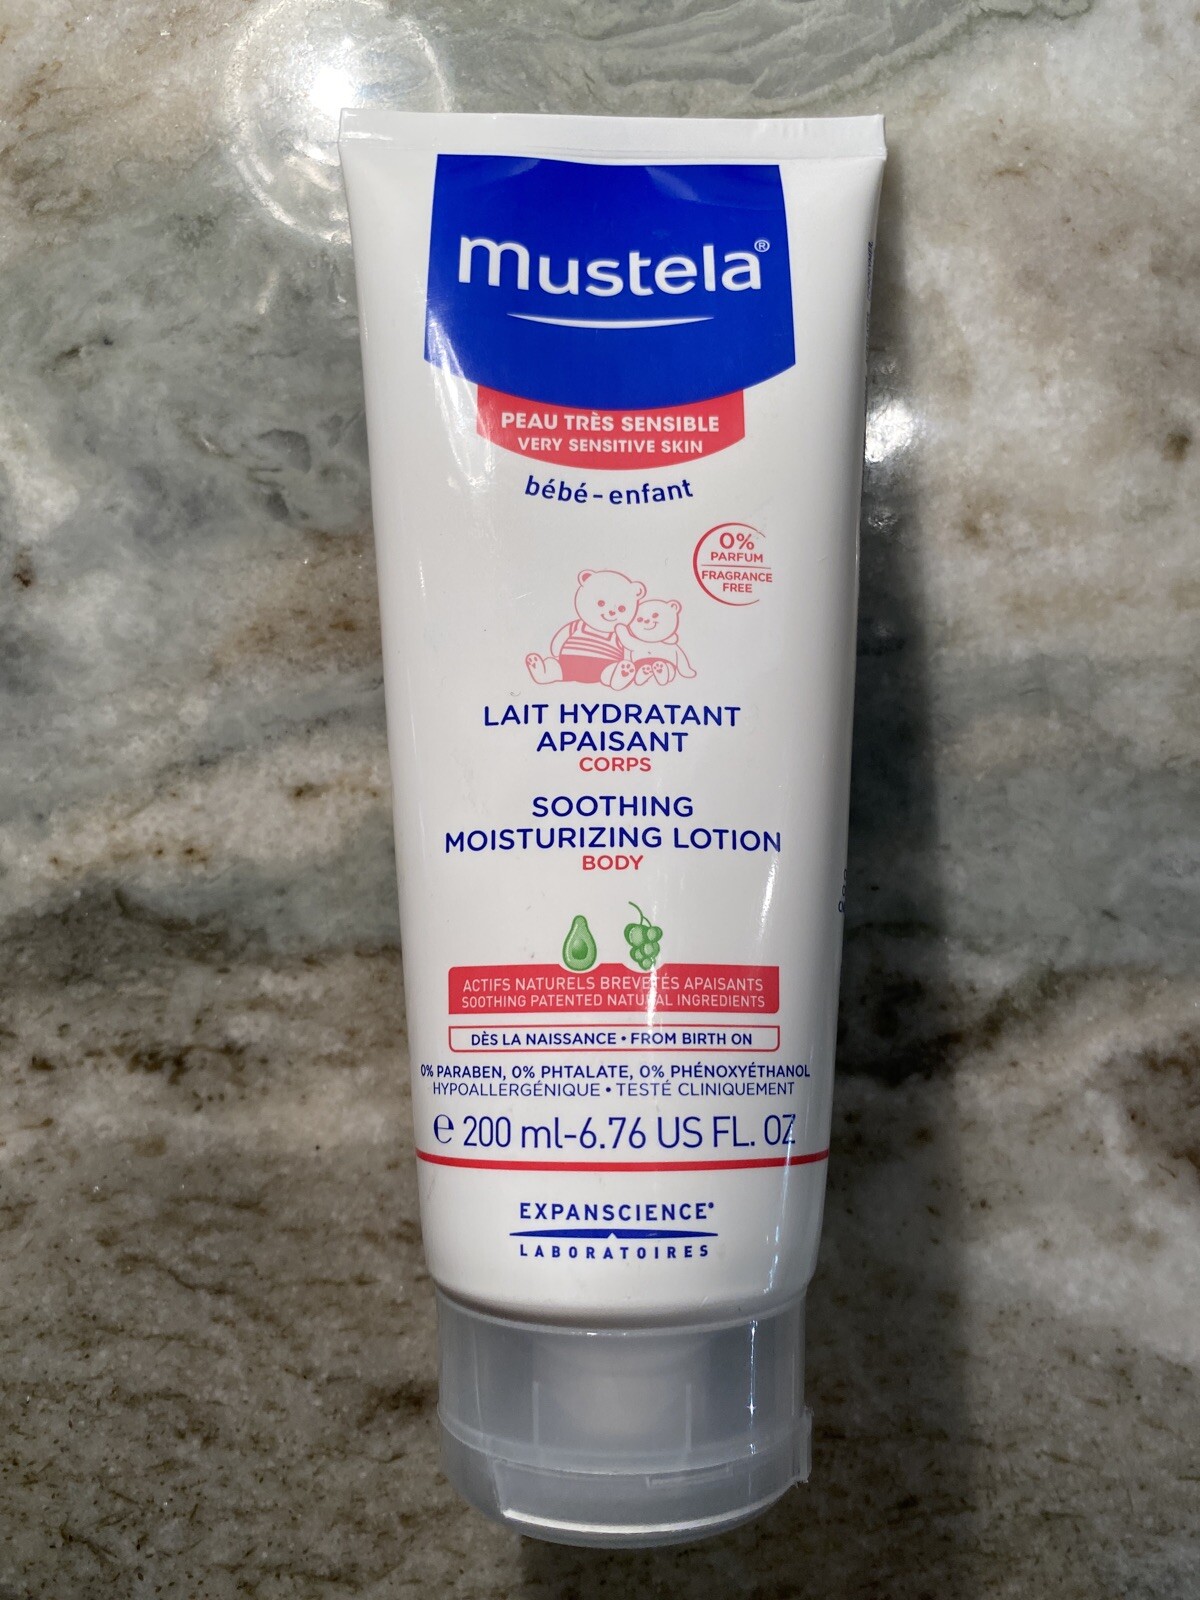 mustela®
PEAU TRÈS SENSIBLE
VERY SENSITIVE SKIN
bébé-enfant
0%
PARFUM
FRAGRANCE
FREE
LAIT HYDRATANT
APAISANT
CORPS
SOOTHING
MOISTURIZING LOTION
BODY
ACTIFS NATURELS BREVETÉS APAISANTS
SOOTHING PATENTED NATURAL INGREDIENTS
DÈS LA NAISSANCE • FROM BIRTH ON
0% PARABEN, 0% PHTALATE, 0% PHÉNOXYÉTHANOL
HYPOALLERGÉNIQUE • TESTÉ CLINIQUEMENT
℮ 200 ml-6.76 US FL. OZ
EXPANSCIENCE®
LABORATOIRES